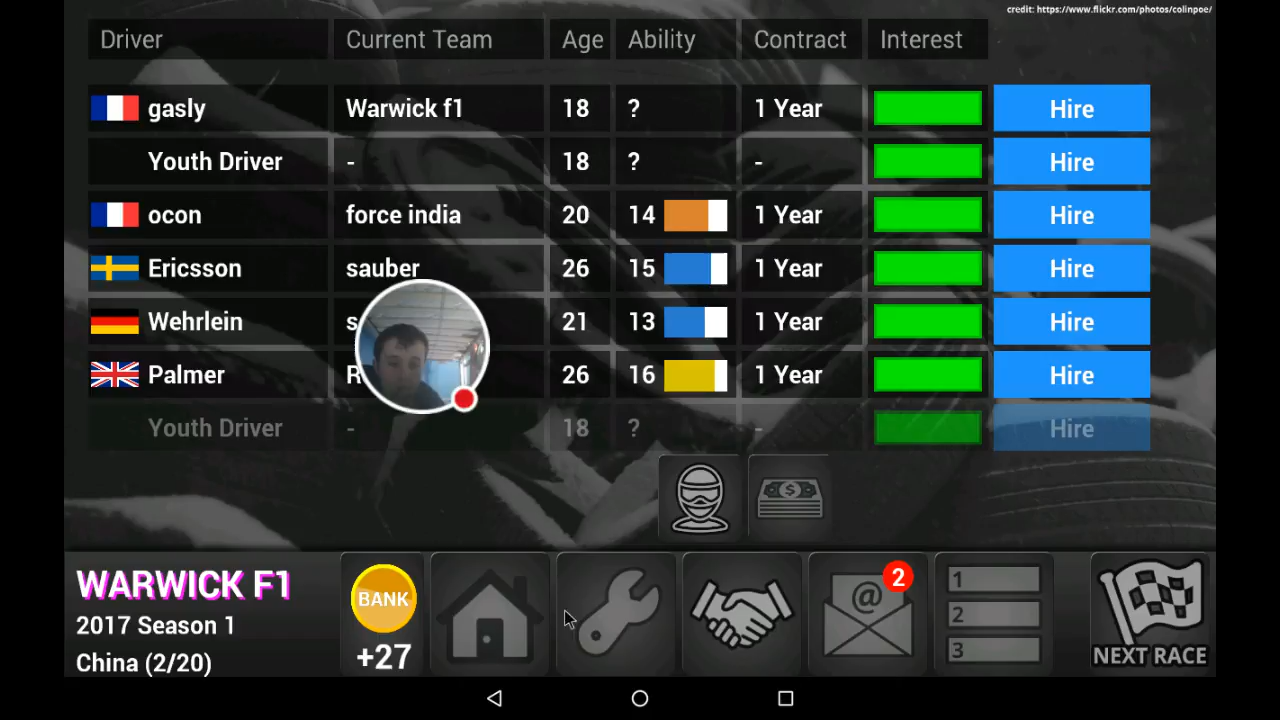 credit: https://www.flickr.com/photos/colinpoe/
Driver Current Team Age Ability Contract Interest
gasly Warwick f1 18 ? 1 Year Hire
Youth Driver - 18 ? - Hire
ocon force india 20 14 1 Year Hire
Ericsson sauber 26 15 1 Year Hire
Wehrlein 21 13 1 Year Hire
Palmer 26 16 1 Year Hire
Youth Driver - 18 ? - Hire
WARWICK F1
2017 Season 1
China (2/20)
BANK
+27
@
2
1
2
3
NEXT RACE